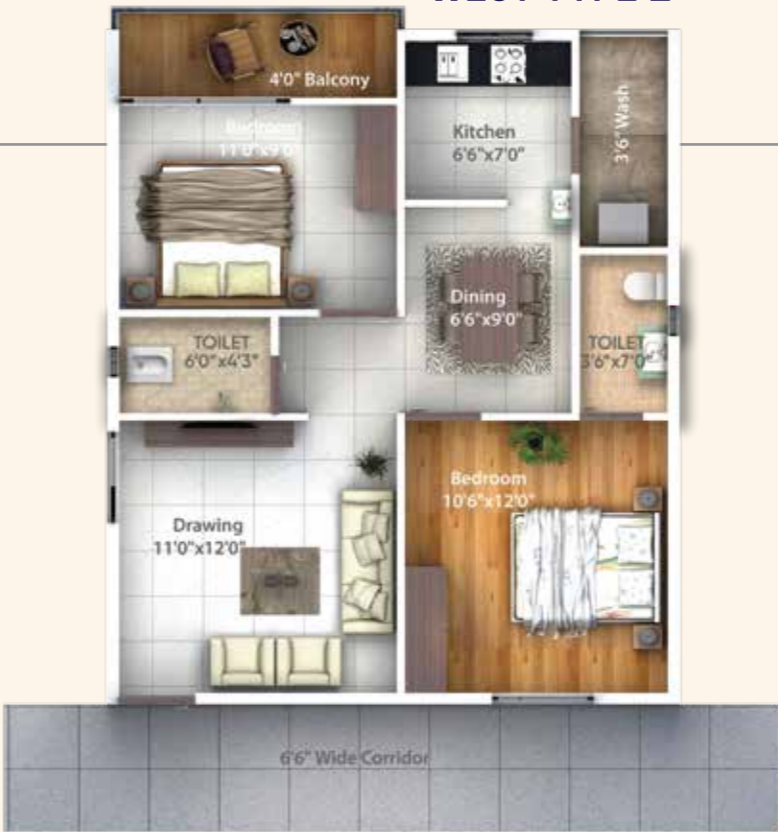 4'0" Balcony
Bedroom
11'0"x9'0"
Kitchen
6'6"x7'0"
3'6" Wash
Dining
6'6"x9'0"
TOILET
6'0"x4'3"
TOILET
3'6"x7'0"
Bedroom
10'6"x12'0"
Drawing
11'0"x12'0"
6'6" Wide Corridor